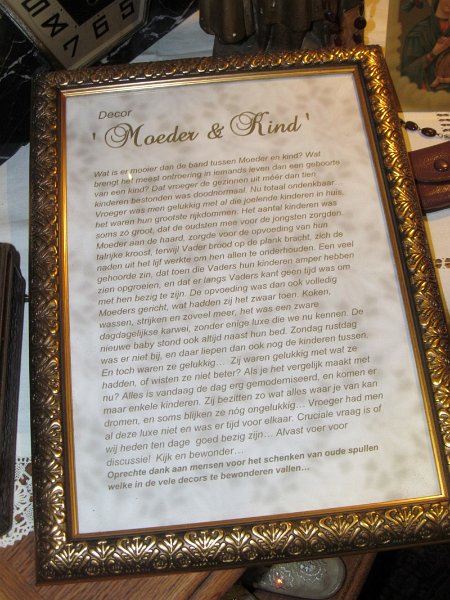 Decor
' Moeder & Kind '
Wat is er mooier dan de band tussen Moeder en kind? Wat
brengt het meest ontroering in iemands leven dan een geboorte
van een kind? Dat vroeger de gezinnen uit méér dan tien
kinderen bestonden was doodnormaal. Nu totaal ondenkbaar.
Vroeger was men gelukkig met al die joelende kinderen in huis,
het waren hun grootste rijkdommen. Het aantal kinderen was
soms zó groot, dat de oudsten mee voor de jongsten zorgden.
Moeder aan de haard, zorgde voor de opvoeding van hun
talrijke kroost, terwijl Vader brood op de plank bracht, zich de
naden uit het lijf werkte om hen allen te onderhouden. Een veel
gehoorde zin, dat toen die Vaders hun kinderen amper hebben
zien opgroeien, en dat er langs Vaders kant geen tijd was om
met hen bezig te zijn. De opvoeding was dan ook volledig
Moeders gericht, wat hadden zij het zwaar toen. Koken,
wassen, strijken en zoveel meer, het was een zware
dagdagelijkse karwei, zonder enige luxe die we nu kennen. De
nieuwe baby stond ook altijd naast hun bed. Zondag rustdag
was er niet bij, en daar liepen dan ook nog de kinderen tussen.
En toch waren ze gelukkig… Zij waren gelukkig met wat ze
hadden, of wisten ze niet beter? Als je het vergelijk maakt met
nu? Alles is vandaag de dag erg gemodemiseerd, en komen er
maar enkele kinderen. Zij bezitten zo wat alles waar je van kan
dromen, en soms blijken ze nóg ongelukkig… Vroeger had men
al deze luxe niet en was er tijd voor elkaar. Cruciale vraag is of
wij heden ten dage goed bezig zijn… Alvast voer voor
discussie! Kijk en bewonder…
Oprechte dank aan mensen voor het schenken van oude spullen
welke in de vele decors te bewonderen vallen…
5
6
7